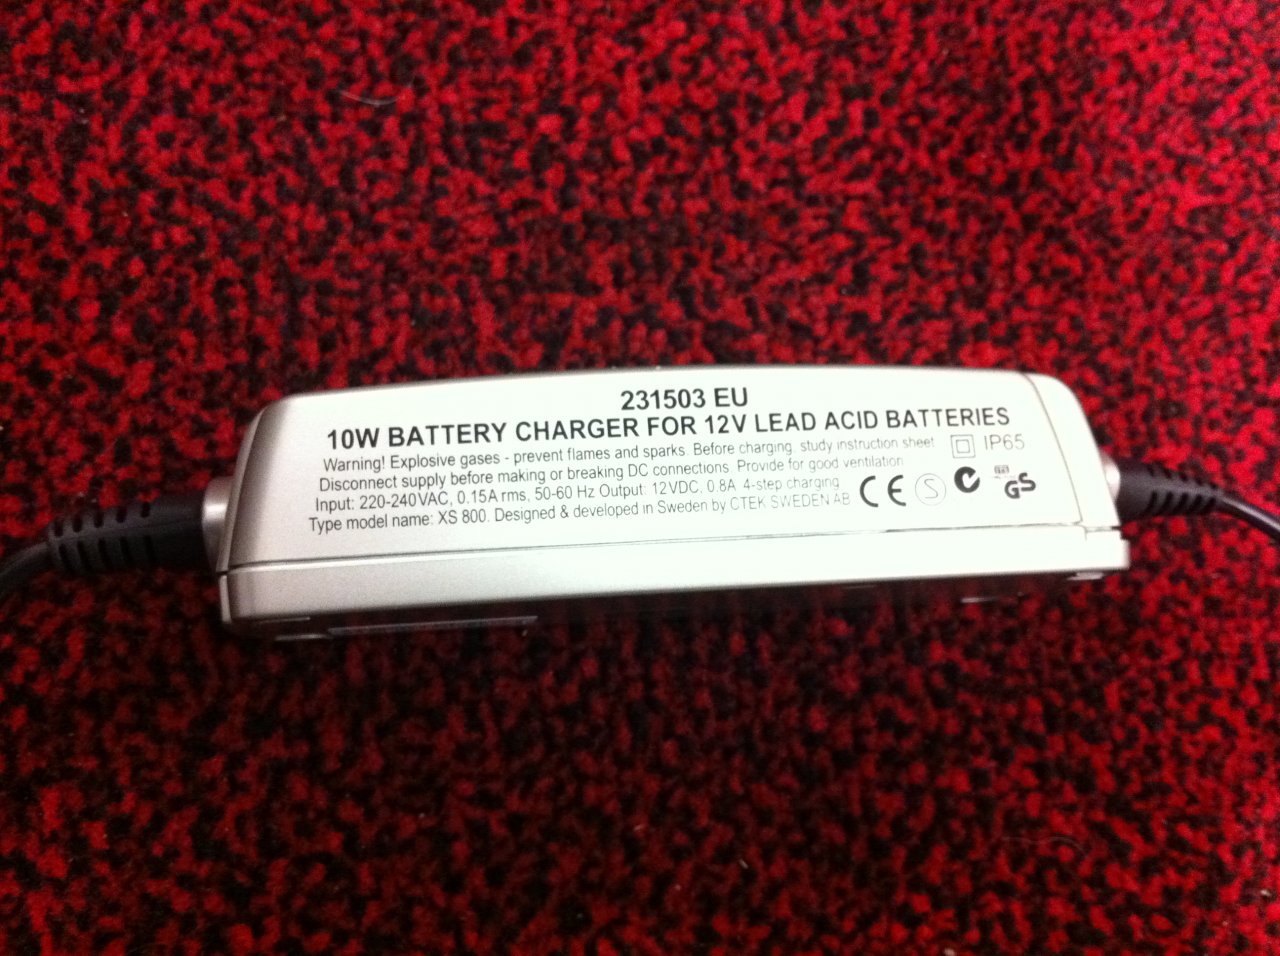 231503 EU
10W BATTERY CHARGER FOR 12V LEAD ACID BATTERIES
Warning! Explosive gases - prevent flames and sparks. Before charging, study instruction sheet
Disconnect supply before making or breaking DC connections. Provide for good ventilation.
Input: 220-240VAC, 0.15A rms, 50-60 Hz Output: 12VDC, 0.8A 4-step charging
Type model name: XS 800. Designed & developed in Sweden by CTEK SWEDEN AB
IP65
CE S GS